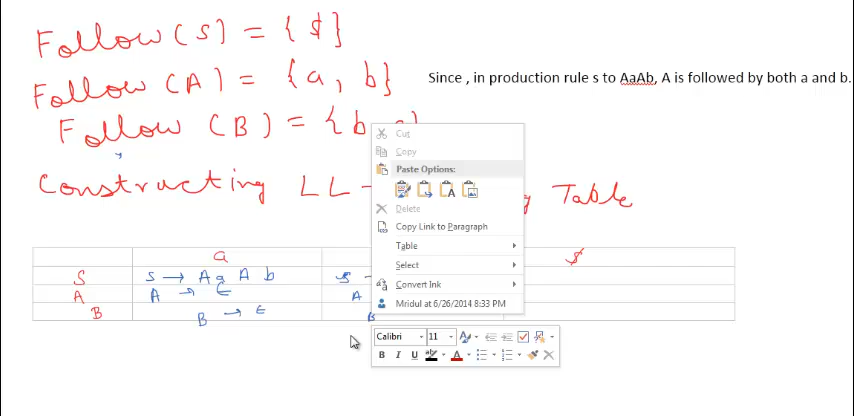 Follow (S) = { $ }
Follow (A) = { a, b }
Since , in production rule s to AaAb, A is followed by both a and b.
Follow (B) = { b
Cut
Copy
Paste Options:
Constructing LL - Table
Delete
Copy Link to Paragraph
Table
Select
Convert Ink
Mridul at 6/26/2014 8:33 PM
a $
S S → A a A b S →
A A → ε A
B B → ε B
Calibri 11
B I U aby A